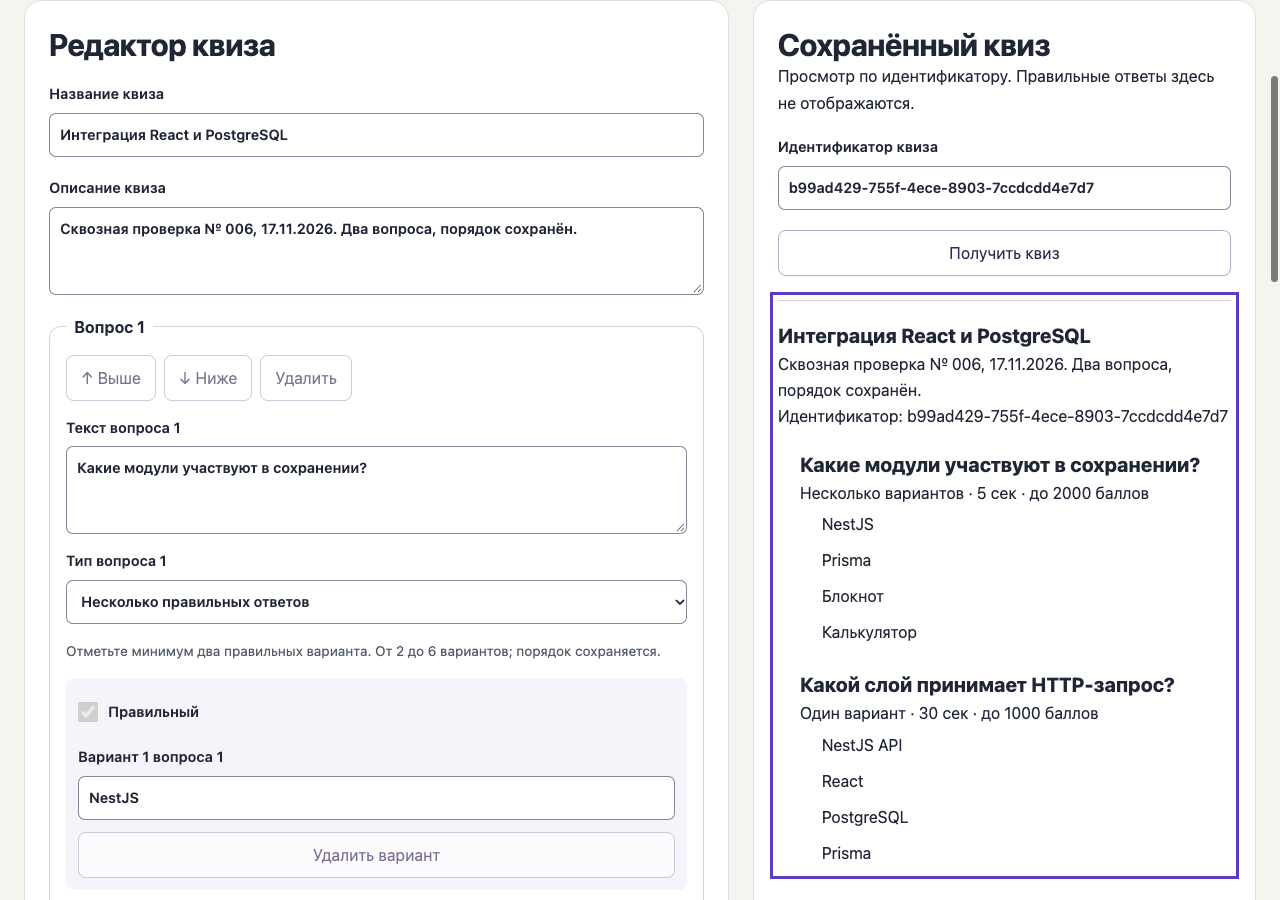 Редактор квиза
Название квиза
Интеграция React и PostgreSQL
Описание квиза
Сквозная проверка № 006, 17.11.2026. Два вопроса, порядок сохранён.
Вопрос 1
↑ Выше
↓ Ниже
Удалить
Текст вопроса 1
Какие модули участвуют в сохранении?
Тип вопроса 1
Несколько правильных ответов
Отметьте минимум два правильных варианта. От 2 до 6 вариантов; порядок сохраняется.
Правильный
Вариант 1 вопроса 1
NestJS
Удалить вариант
Сохранённый квиз
Просмотр по идентификатору. Правильные ответы здесь
не отображаются.
Идентификатор квиза
b99ad429-755f-4ece-8903-7ccdcdd4e7d7
Получить квиз
Интеграция React и PostgreSQL
Сквозная проверка № 006, 17.11.2026. Два вопроса,
порядок сохранён.
Идентификатор: b99ad429-755f-4ece-8903-7ccdcdd4e7d7
Какие модули участвуют в сохранении?
Несколько вариантов · 5 сек · до 2000 баллов
NestJS
Prisma
Блокнот
Калькулятор
Какой слой принимает HTTP-запрос?
Один вариант · 30 сек · до 1000 баллов
NestJS API
React
PostgreSQL
Prisma